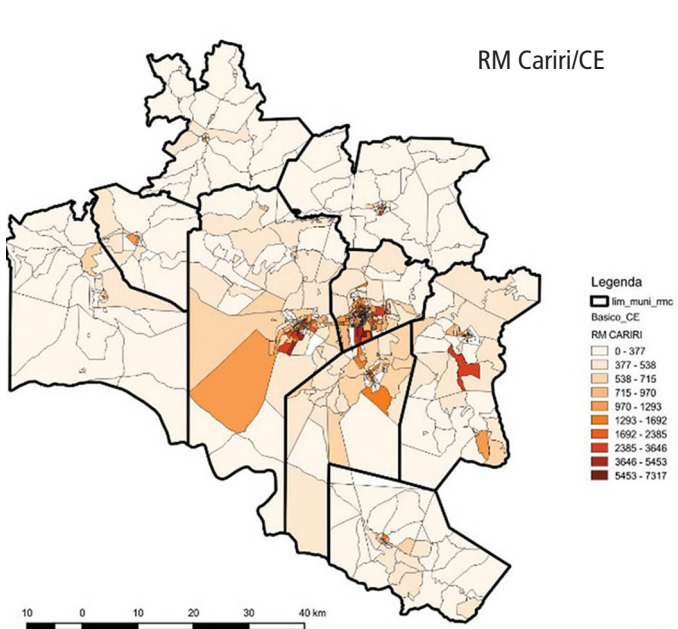 RM Cariri/CE
Legenda
lim_muni_rmc
Basico_CE
RM CARIRI
0 - 377
377 - 538
538 - 715
715 - 970
970 - 1293
1293 - 1692
1692 - 2385
2385 - 3646
3646 - 5453
5453 - 7317
10 0 10 20 30 40 km